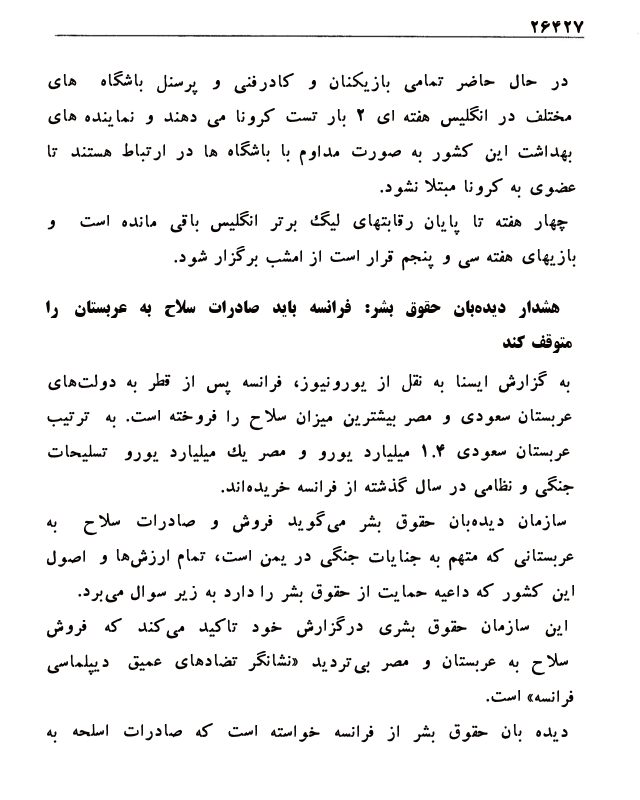 ۲۶۴۲۷
در حال حاضر تمامی بازیکنان و کادرفنی و پرسنل باشگاه های
مختلف در انگلیس هفته ای ۲ بار تست کرونا می دهند و نماینده های
بهداشت این کشور به صورت مداوم با باشگاه ها در ارتباط هستند تا
عضوی به کرونا مبتلا نشود.
چهار هفته تا پایان رقابتهای لیگ برتر انگلیس باقی مانده است و
بازیهای هفته سی و پنجم قرار است از امشب برگزار شود.
هشدار دیده‌بان حقوق بشر: فرانسه باید صادرات سلاح به عربستان را
متوقف کند
به گزارش ایسنا به نقل از یورونیوز، فرانسه پس از قطر به دولت‌های
عربستان سعودی و مصر بیشترین میزان سلاح را فروخته است. به ترتیب
عربستان سعودی ۱.۴ میلیارد یورو و مصر یك میلیارد یورو تسلیحات
جنگی و نظامی در سال گذشته از فرانسه خریده‌اند.
سازمان دیده‌بان حقوق بشر می‌گوید فروش و صادرات سلاح به
عربستانی که متهم به جنایات جنگی در یمن است، تمام ارزش‌ها و اصول
این کشور که داعیه حمایت از حقوق بشر را دارد به زیر سوال می‌برد.
این سازمان حقوق بشری درگزارش خود تاکید می‌کند که فروش
سلاح به عربستان و مصر بی‌تردید «نشانگر تضادهای عمیق دیپلماسی
فرانسه» است.
دیده بان حقوق بشر از فرانسه خواسته است که صادرات اسلحه به